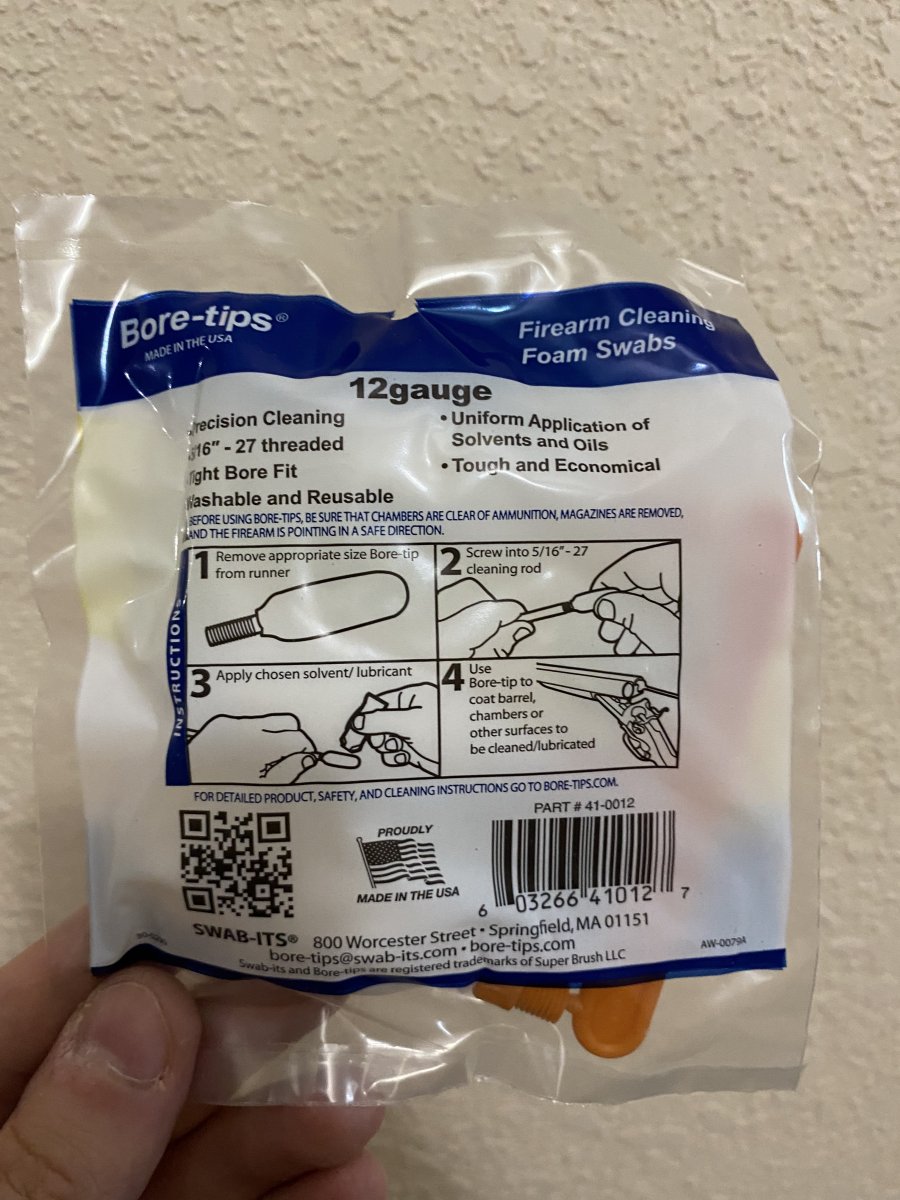 Bore-tips®
MADE IN THE USA
Firearm Cleaning
Foam Swabs
12gauge
recision Cleaning
16” - 27 threaded
ight Bore Fit
ashable and Reusable
• Uniform Application of
Solvents and Oils
• Tough and Economical
BEFORE USING BORE-TIPS, BE SURE THAT CHAMBERS ARE CLEAR OF AMMUNITION, MAGAZINES ARE REMOVED,
AND THE FIREARM IS POINTING IN A SAFE DIRECTION.
INSTRUCTIONS
1 Remove appropriate size Bore-tip
from runner
2 Screw into 5/16” - 27
cleaning rod
3 Apply chosen solvent/ lubricant
4 Use
Bore-tip to
coat barrel,
chambers or
other surfaces to
be cleaned/lubricated
FOR DETAILED PRODUCT, SAFETY, AND CLEANING INSTRUCTIONS GO TO BORE-TIPS.COM.
PROUDLY
MADE IN THE USA
PART # 41-0012
6 03266 41012 7
SWAB-ITS®
800 Worcester Street • Springfield, MA 01151
bore-tips@swab-its.com • bore-tips.com
Swab-its and Bore-tips are registered trademarks of Super Brush LLC
AW-0079A